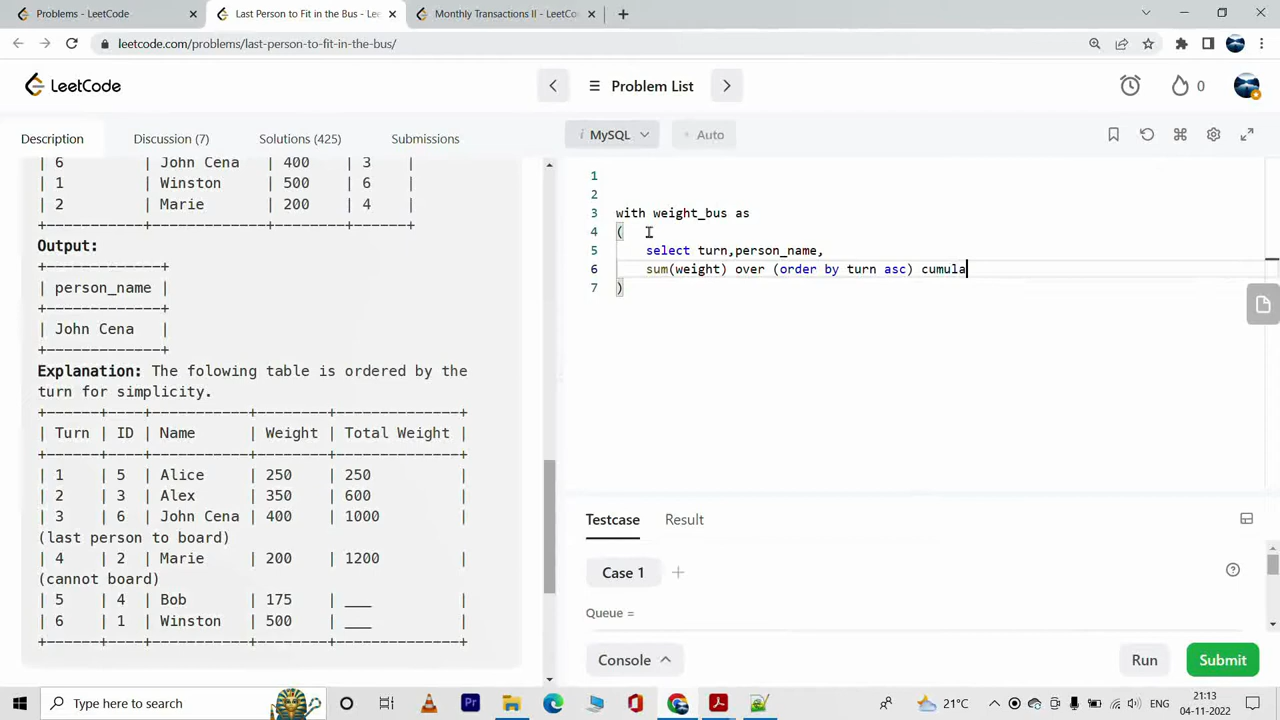 Problems - LeetCode
Last Person to Fit in the Bus - Lee
Monthly Transactions II - LeetCo
leetcode.com/problems/last-person-to-fit-in-the-bus/
LeetCode
Problem List
0
Description
Discussion (7)
Solutions (425)
Submissions
i MySQL
Auto
| 6 | John Cena | 400 | 3 |
| 1 | Winston | 500 | 6 |
| 2 | Marie | 200 | 4 |
+-----------+-------------+--------+------+
Output:
+-------------+
| person_name |
+-------------+
| John Cena |
+-------------+
Explanation: The folowing table is ordered by the
turn for simplicity.
+------+----+-----------+--------+--------------+
| Turn | ID | Name | Weight | Total Weight |
+------+----+-----------+--------+--------------+
| 1 | 5 | Alice | 250 | 250 |
| 2 | 3 | Alex | 350 | 600 |
| 3 | 6 | John Cena | 400 | 1000 |
(last person to board)
| 4 | 2 | Marie | 200 | 1200 |
(cannot board)
| 5 | 4 | Bob | 175 | ___ |
| 6 | 1 | Winston | 500 | ___ |
+------+----+-----------+--------+--------------+
1
2
3 with weight_bus as
4 (
5 select turn,person_name,
6 sum(weight) over (order by turn asc) cumula
7 )
Testcase
Result
Case 1
Queue =
Console
Run
Submit
Type here to search
Pr
21°C
ENG
21:13
04-11-2022